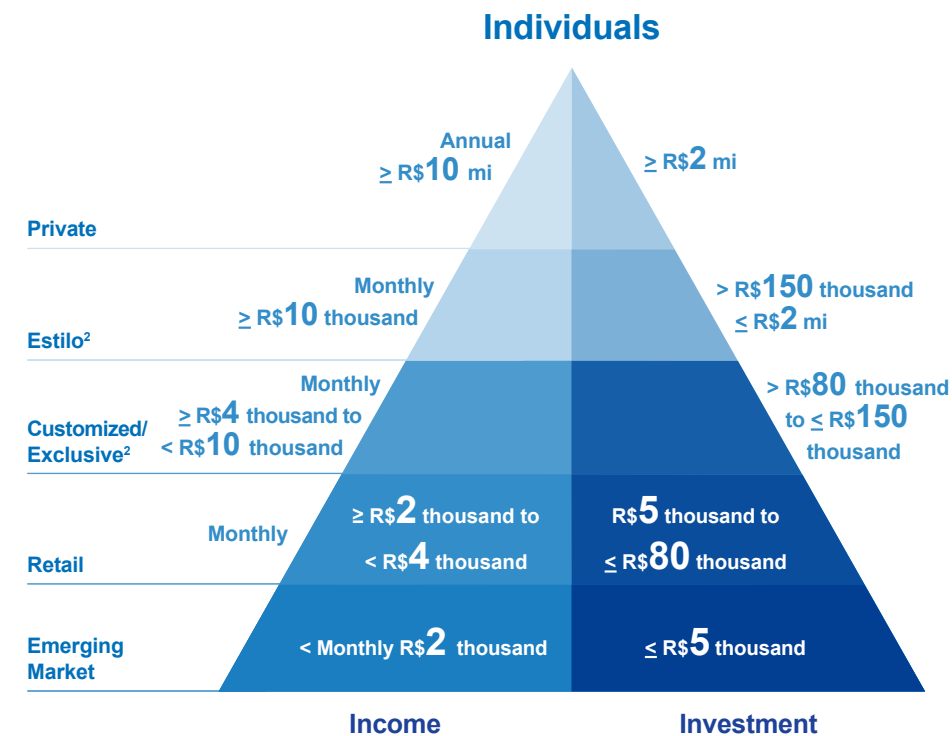 Individuals
Annual
≥ R$10 mi
≥ R$2 mi
Private
Monthly
≥ R$10 thousand
> R$150 thousand
≤ R$2 mi
Estilo²
Monthly
≥ R$4 thousand to
< R$10 thousand
> R$80 thousand
to ≤ R$150
thousand
Customized/
Exclusive²
Monthly
≥ R$2 thousand to
< R$4 thousand
R$5 thousand to
≤ R$80 thousand
Retail
Emerging
Market
< Monthly R$2 thousand
≤ R$5 thousand
Income
Investment